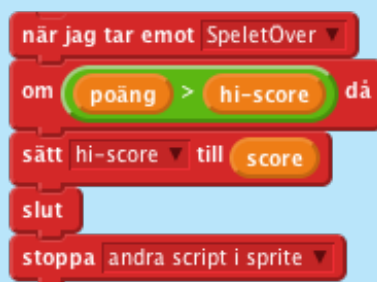 när jag tar emot SpeletOver
om poäng > hi-score då
sätt hi-score till score
slut
stoppa andra script i sprite